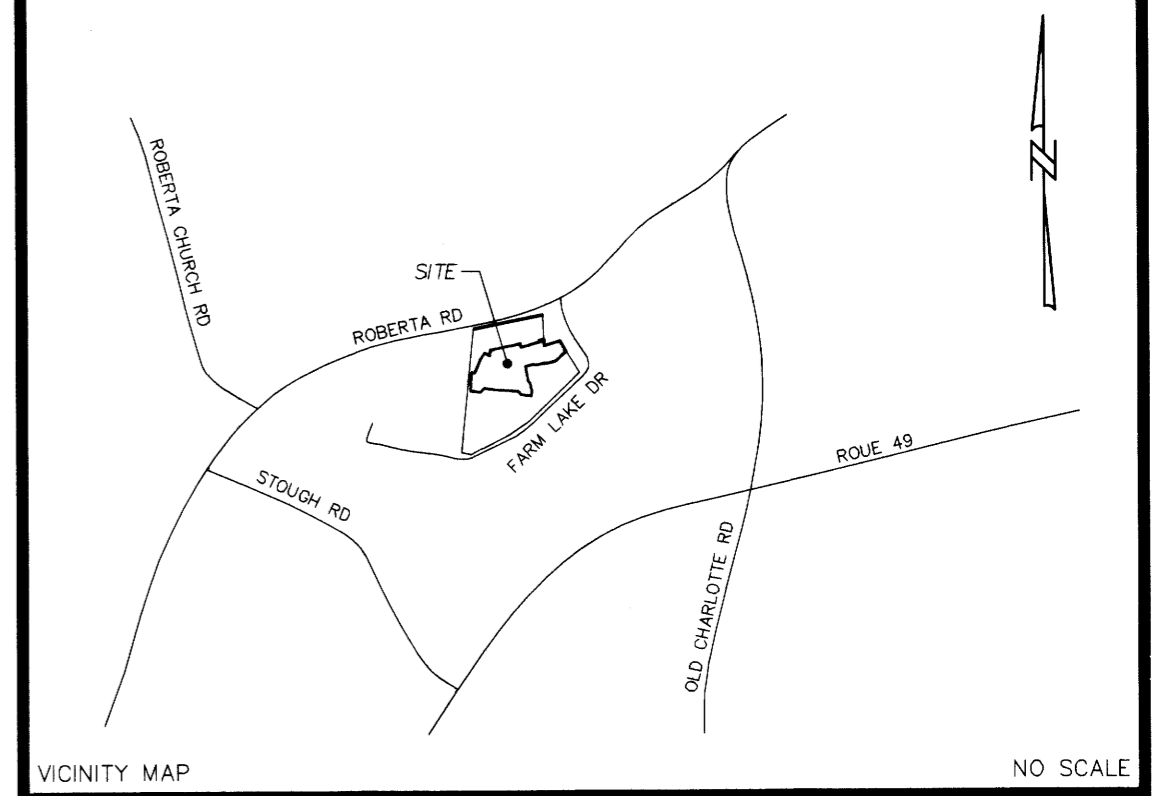 N
ROBERTA CHURCH RD
SITE
ROBERTA RD
FARM LAKE DR
ROUE 49
STOUGH RD
OLD CHARLOTTE RD
VICINITY MAP
NO SCALE